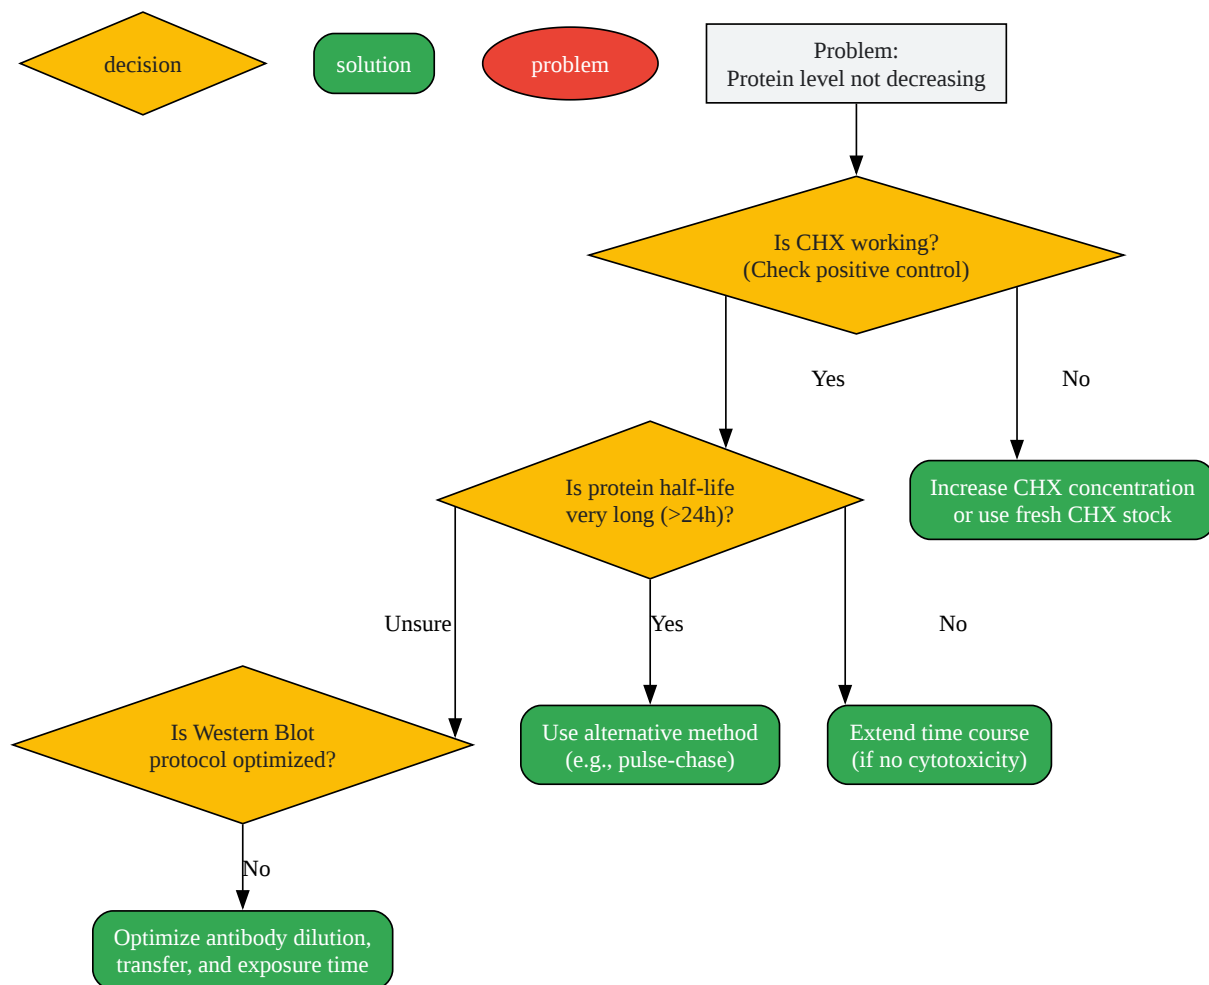 decision
solution
problem
Problem:
Protein level not decreasing
Is CHX working?
(Check positive control)
Yes
No
Is protein half-life
very long (>24h)?
Increase CHX concentration
or use fresh CHX stock
Unsure
Yes
No
Is Western Blot
protocol optimized?
Use alternative method
(e.g., pulse-chase)
Extend time course
(if no cytotoxicity)
No
Optimize antibody dilution,
transfer, and exposure time